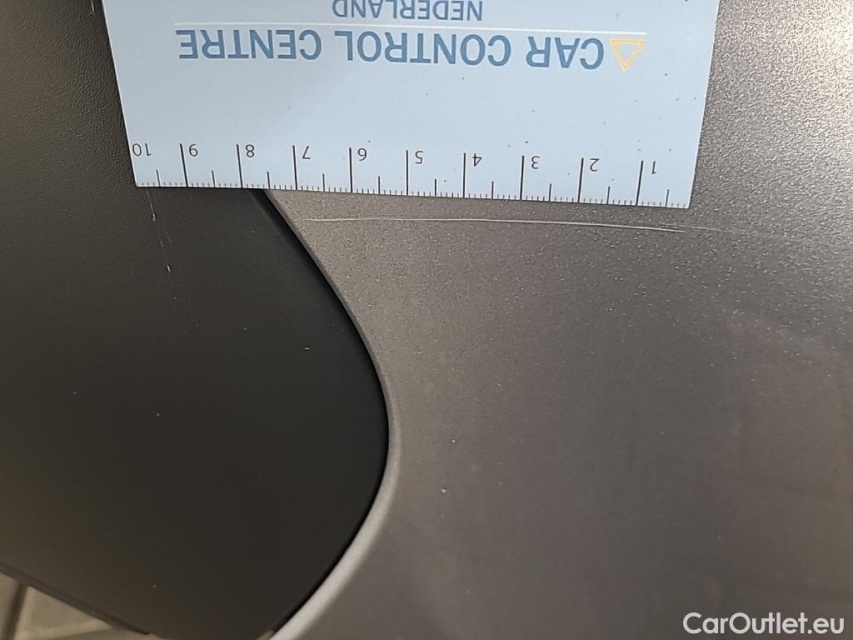 NEDERLAND
CAR CONTROL CENTRE
1 2 3 4 5 6 7 8 9 10
CarOutlet.eu